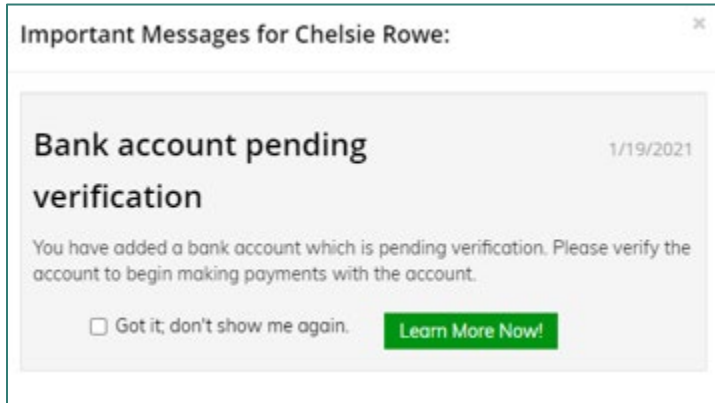 Important Messages for Chelsie Rowe:
×
Bank account pending
1/19/2021
verification
You have added a bank account which is pending verification. Please verify the
account to begin making payments with the account.
Got it; don't show me again.
Learn More Now!